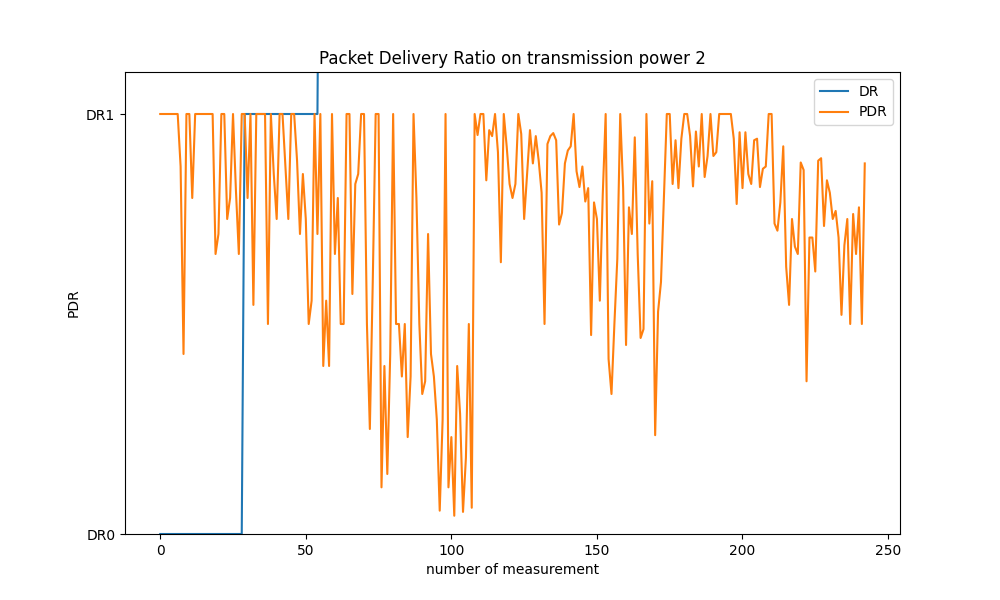 Packet Delivery Ratio on transmission power 2
DR
PDR
DR1
PDR
DR0
0 50 100 150 200 250
number of measurement